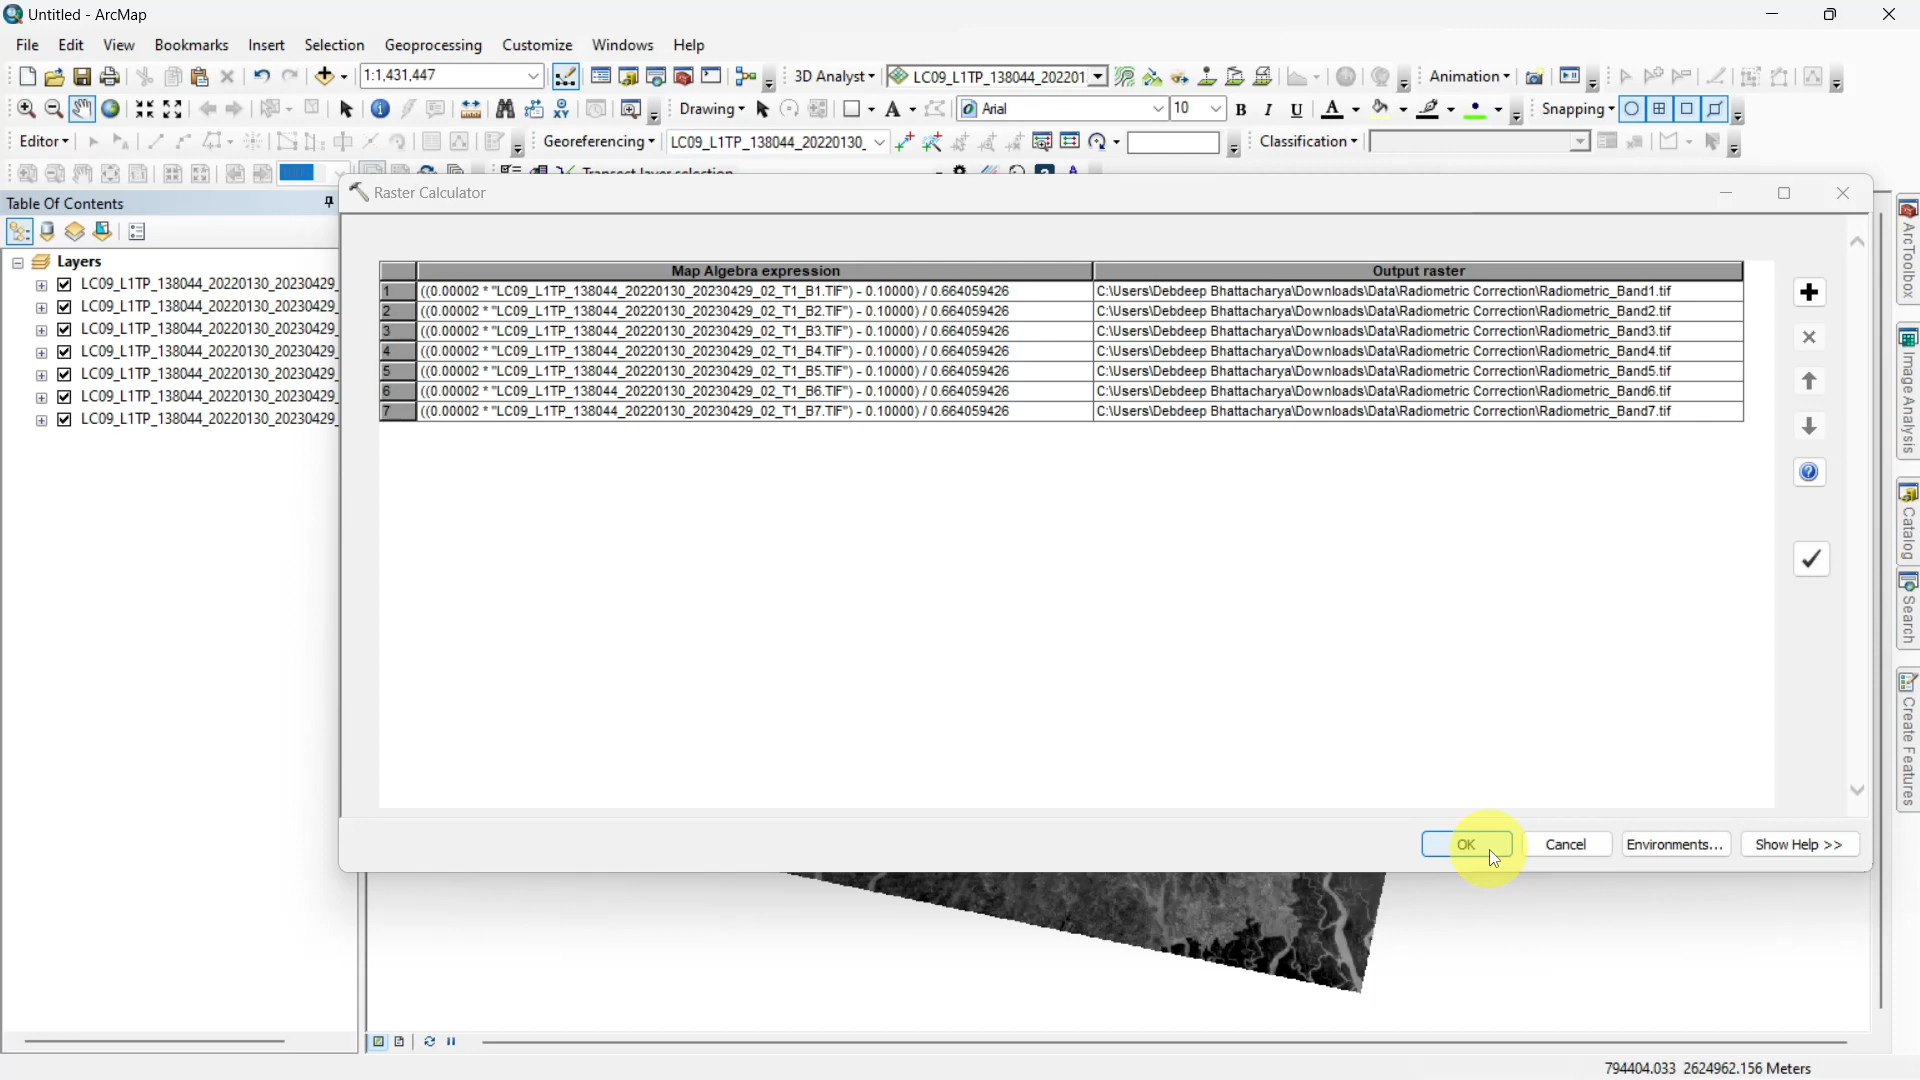 Untitled - ArcMap
File Edit View Bookmarks Insert Selection Geoprocessing Customize Windows Help
1:1,431,447 3D Analyst LC09_L1TP_138044_202201 Animation
Drawing Arial 10 B I U A Snapping
Editor Georeferencing LC09_L1TP_138044_20220130_ Classification
Transect layer selection
Table Of Contents
Raster Calculator
Layers
LC09_L1TP_138044_20220130_20230429_
LC09_L1TP_138044_20220130_20230429_
LC09_L1TP_138044_20220130_20230429_
LC09_L1TP_138044_20220130_20230429_
LC09_L1TP_138044_20220130_20230429_
LC09_L1TP_138044_20220130_20230429_
LC09_L1TP_138044_20220130_20230429_
Map Algebra expression Output raster
1 ((0.00002 * "LC09_L1TP_138044_20220130_20230429_02_T1_B1.TIF") - 0.10000) / 0.664059426 C:\Users\Debdeep Bhattacharya\Downloads\Data\Radiometric Correction\Radiometric_Band1.tif
2 ((0.00002 * "LC09_L1TP_138044_20220130_20230429_02_T1_B2.TIF") - 0.10000) / 0.664059426 C:\Users\Debdeep Bhattacharya\Downloads\Data\Radiometric Correction\Radiometric_Band2.tif
3 ((0.00002 * "LC09_L1TP_138044_20220130_20230429_02_T1_B3.TIF") - 0.10000) / 0.664059426 C:\Users\Debdeep Bhattacharya\Downloads\Data\Radiometric Correction\Radiometric_Band3.tif
4 ((0.00002 * "LC09_L1TP_138044_20220130_20230429_02_T1_B4.TIF") - 0.10000) / 0.664059426 C:\Users\Debdeep Bhattacharya\Downloads\Data\Radiometric Correction\Radiometric_Band4.tif
5 ((0.00002 * "LC09_L1TP_138044_20220130_20230429_02_T1_B5.TIF") - 0.10000) / 0.664059426 C:\Users\Debdeep Bhattacharya\Downloads\Data\Radiometric Correction\Radiometric_Band5.tif
6 ((0.00002 * "LC09_L1TP_138044_20220130_20230429_02_T1_B6.TIF") - 0.10000) / 0.664059426 C:\Users\Debdeep Bhattacharya\Downloads\Data\Radiometric Correction\Radiometric_Band6.tif
7 ((0.00002 * "LC09_L1TP_138044_20220130_20230429_02_T1_B7.TIF") - 0.10000) / 0.664059426 C:\Users\Debdeep Bhattacharya\Downloads\Data\Radiometric Correction\Radiometric_Band7.tif
OK Cancel Environments... Show Help >>
ArcToolbox
Image Analysis
Catalog
Search
Create Features
794404.033 2624962.156 Meters